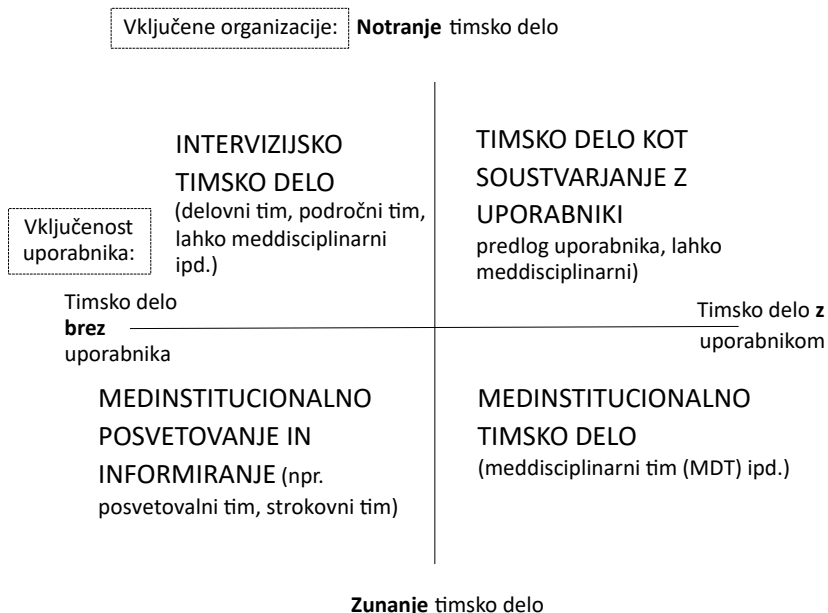 Vključene organizacije: Notranje timsko delo
INTERVIZIJSKO
TIMSKO DELO
(delovni tim, področni tim,
lahko meddisciplinarni
ipd.)
TIMSKO DELO KOT
SOUSTVARJANJE Z
UPORABNIKI
predlog uporabnika, lahko
meddisciplinarni)
Vključenost
uporabnika:
Timsko delo
brez
uporabnika
Timsko delo z
uporabnikom
MEDINSTITUCIONALNO
POSVETOVANJE IN
INFORMIRANJE (npr.
posvetovalni tim, strokovni tim)
MEDINSTITUCIONALNO
TIMSKO DELO
(meddisciplinarni tim (MDT) ipd.)
Zunanje timsko delo